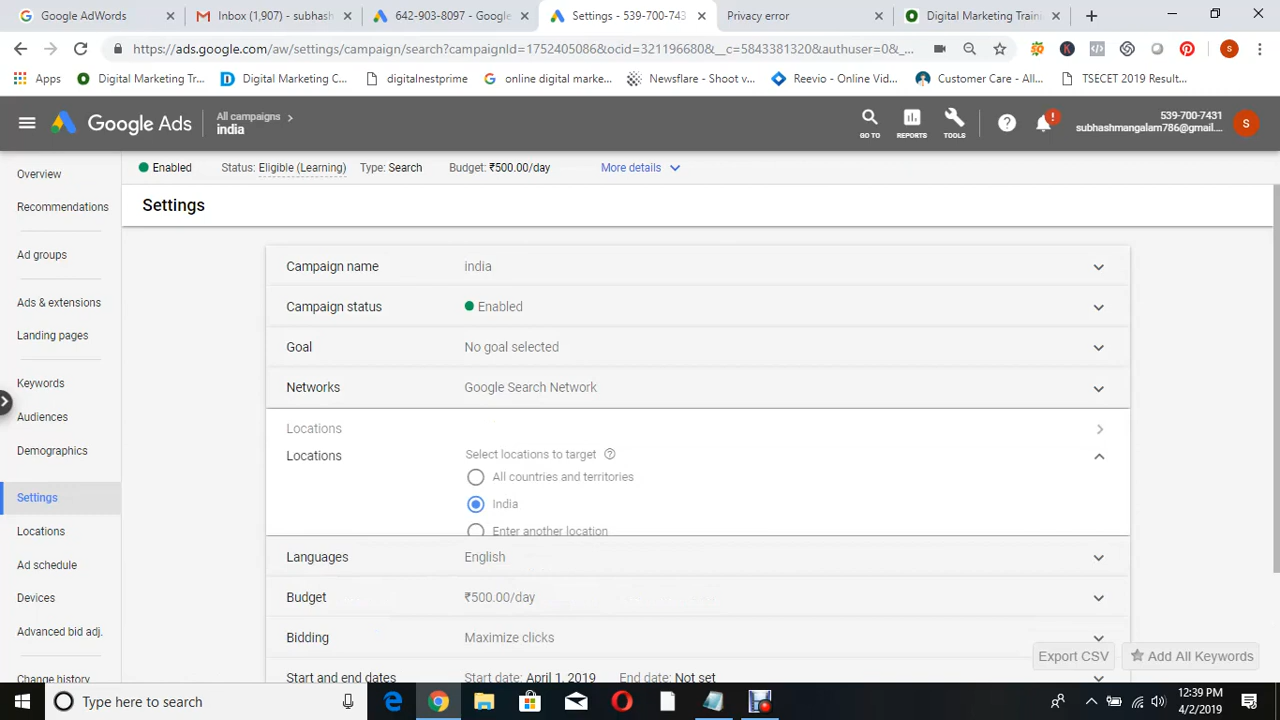 Google AdWords
Inbox (1,907) - subhash
642-903-8097 - Google
Settings - 539-700-743
Privacy error
Digital Marketing Traini
https://ads.google.com/aw/settings/campaign/search?campaignId=1752405086&ocid=321196680&__c=5843381320&authuser=0&_...
Apps
Digital Marketing Tr...
Digital Marketing C...
digitalnestprime
online digital marke...
Newsflare - Shoot v...
Reevio - Online Vid...
Customer Care - All...
TSECET 2019 Result...
Google Ads
All campaigns
india
GO TO
REPORTS
TOOLS
539-700-7431
subhashmangalam786@gmail....
S
Enabled
Status: Eligible (Learning)
Type: Search
Budget: ₹500.00/day
More details
Overview
Recommendations
Ad groups
Ads & extensions
Landing pages
Keywords
Audiences
Demographics
Settings
Locations
Ad schedule
Devices
Advanced bid adj.
Change history
Settings
Campaign name india
Campaign status Enabled
Goal No goal selected
Networks Google Search Network
Locations
Locations Select locations to target
All countries and territories
India
Enter another location
Languages English
Budget ₹500.00/day
Bidding Maximize clicks
Start and end dates Start date: April 1, 2019 End date: Not set
Export CSV
Add All Keywords
Type here to search
12:39 PM
4/2/2019